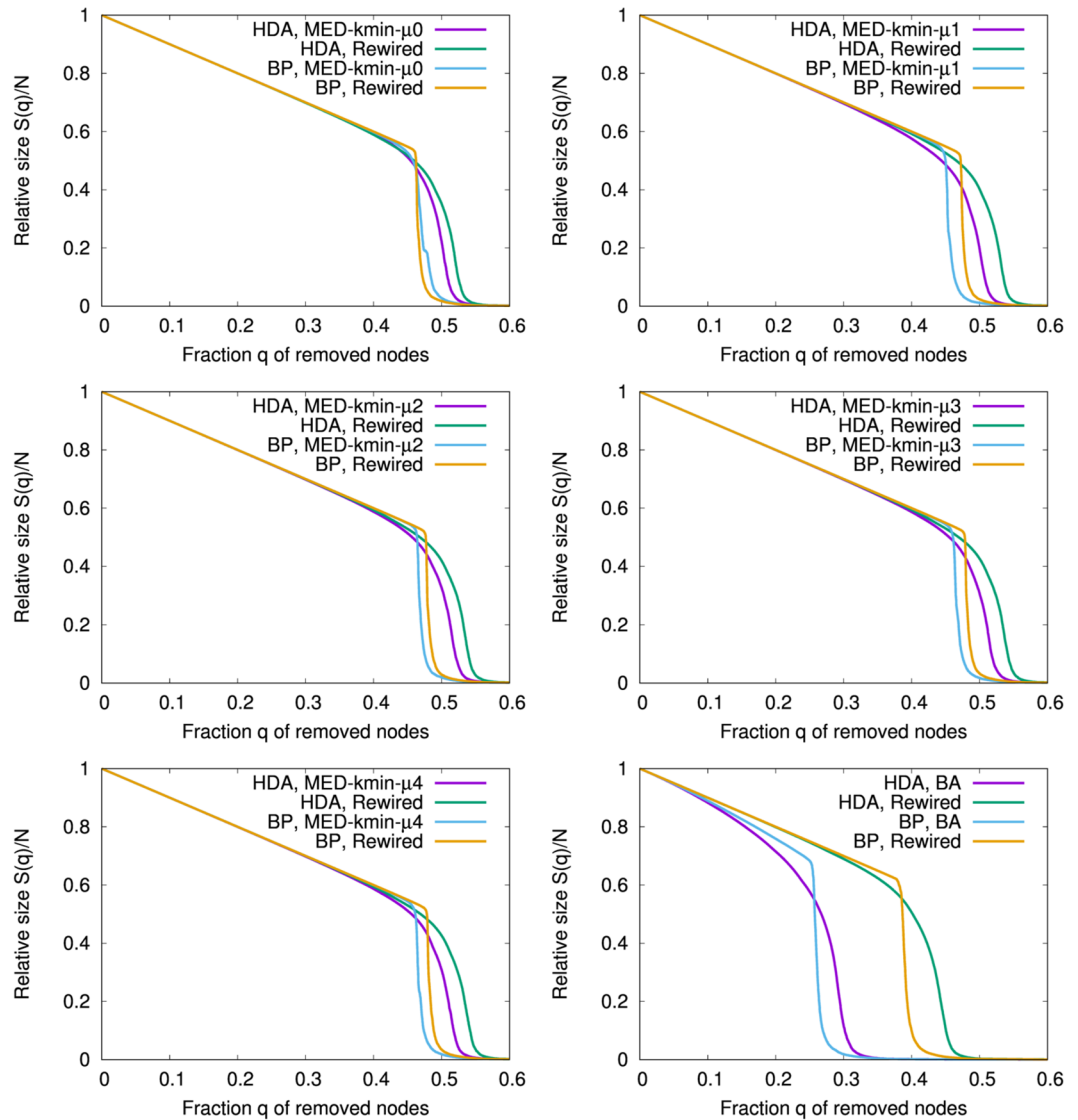 HDA, MED-kmin-μ0
HDA, Rewired
BP, MED-kmin-μ0
BP, Rewired
Relative size S(q)/N
1
0.8
0.6
0.4
0.2
0
0 0.1 0.2 0.3 0.4 0.5 0.6
Fraction q of removed nodes
HDA, MED-kmin-μ1
HDA, Rewired
BP, MED-kmin-μ1
BP, Rewired
Relative size S(q)/N
1
0.8
0.6
0.4
0.2
0
0 0.1 0.2 0.3 0.4 0.5 0.6
Fraction q of removed nodes
HDA, MED-kmin-μ2
HDA, Rewired
BP, MED-kmin-μ2
BP, Rewired
Relative size S(q)/N
1
0.8
0.6
0.4
0.2
0
0 0.1 0.2 0.3 0.4 0.5 0.6
Fraction q of removed nodes
HDA, MED-kmin-μ3
HDA, Rewired
BP, MED-kmin-μ3
BP, Rewired
Relative size S(q)/N
1
0.8
0.6
0.4
0.2
0
0 0.1 0.2 0.3 0.4 0.5 0.6
Fraction q of removed nodes
HDA, MED-kmin-μ4
HDA, Rewired
BP, MED-kmin-μ4
BP, Rewired
Relative size S(q)/N
1
0.8
0.6
0.4
0.2
0
0 0.1 0.2 0.3 0.4 0.5 0.6
Fraction q of removed nodes
HDA, BA
HDA, Rewired
BP, BA
BP, Rewired
Relative size S(q)/N
1
0.8
0.6
0.4
0.2
0
0 0.1 0.2 0.3 0.4 0.5 0.6
Fraction q of removed nodes